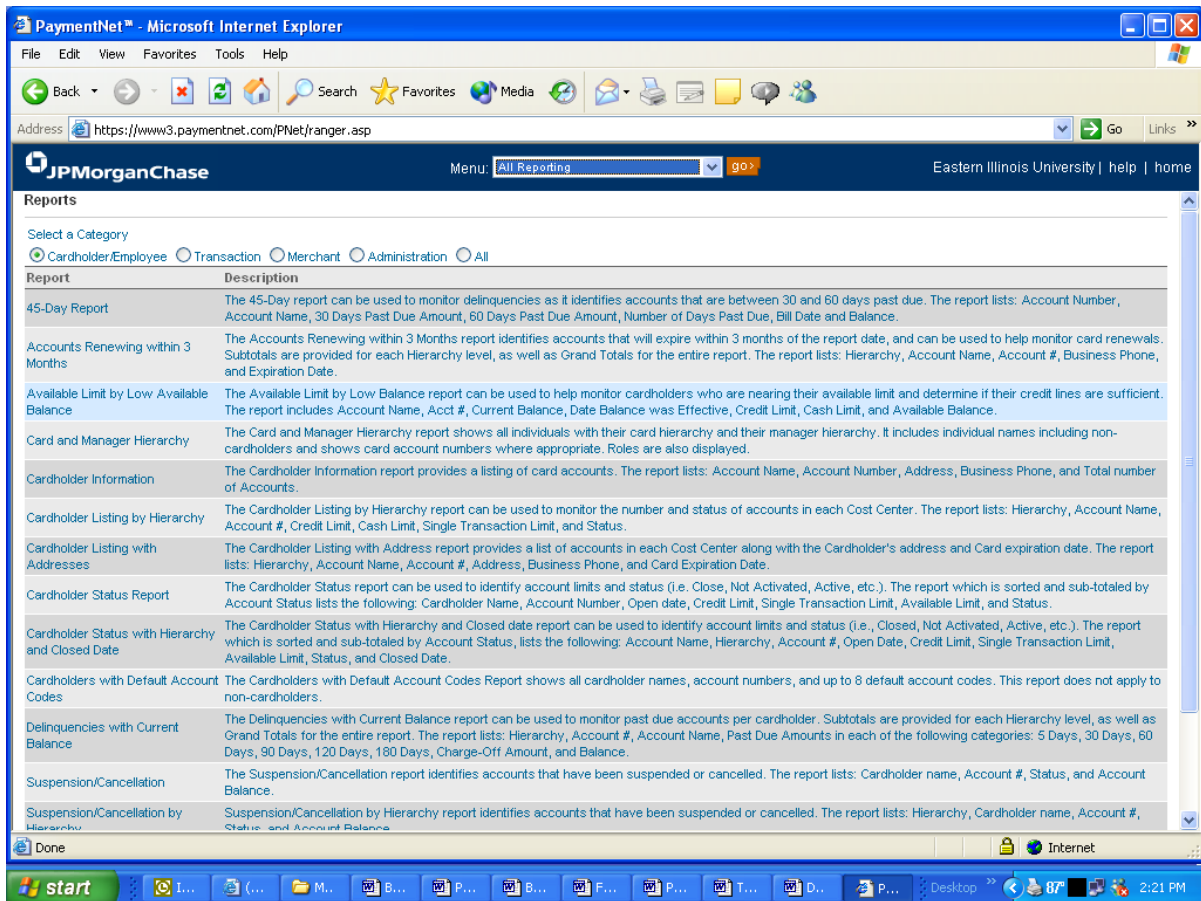 PaymentNet™ - Microsoft Internet Explorer
File Edit View Favorites Tools Help
Back Search Favorites Media
Address https://www3.paymentnet.com/PNet/ranger.asp Go Links »
JPMorganChase Menu: All Reporting go> Eastern Illinois University | help | home
Reports
Select a Category
Cardholder/Employee Transaction Merchant Administration All
Report Description
45-Day Report
The 45-Day report can be used to monitor delinquencies as it identifies accounts that are between 30 and 60 days past due. The report lists: Account Number,
Account Name, 30 Days Past Due Amount, 60 Days Past Due Amount, Number of Days Past Due, Bill Date and Balance.
Accounts Renewing within 3
Months
The Accounts Renewing within 3 Months report identifies accounts that will expire within 3 months of the report date, and can be used to help monitor card renewals.
Subtotals are provided for each Hierarchy level, as well as Grand Totals for the entire report. The report lists: Hierarchy, Account Name, Account #, Business Phone,
and Expiration Date.
Available Limit by Low Available
Balance
The Available Limit by Low Balance report can be used to help monitor cardholders who are nearing their available limit and determine if their credit lines are sufficient.
The report includes Account Name, Acct #, Current Balance, Date Balance was Effective, Credit Limit, Cash Limit, and Available Balance.
Card and Manager Hierarchy
The Card and Manager Hierarchy report shows all individuals with their card hierarchy and their manager hierarchy. It includes individual names including non-
cardholders and shows card account numbers where appropriate. Roles are also displayed.
Cardholder Information
The Cardholder Information report provides a listing of card accounts. The report lists: Account Name, Account Number, Address, Business Phone, and Total number
of Accounts.
Cardholder Listing by Hierarchy
The Cardholder Listing by Hierarchy report can be used to monitor the number and status of accounts in each Cost Center. The report lists: Hierarchy, Account Name,
Account #, Credit Limit, Cash Limit, Single Transaction Limit, and Status.
Cardholder Listing with
Addresses
The Cardholder Listing with Address report provides a list of accounts in each Cost Center along with the Cardholder's address and Card expiration date. The report
lists: Hierarchy, Account Name, Account #, Address, Business Phone, and Card Expiration Date.
Cardholder Status Report
The Cardholder Status report can be used to identify account limits and status (i.e. Close, Not Activated, Active, etc.). The report which is sorted and sub-totaled by
Account Status lists the following: Cardholder Name, Account Number, Open date, Credit Limit, Single Transaction Limit, Available Limit, and Status.
Cardholder Status with Hierarchy
and Closed Date
The Cardholder Status with Hierarchy and Closed date report can be used to identify account limits and status (i.e., Closed, Not Activated, Active, etc.). The report
which is sorted and sub-totaled by Account Status, lists the following: Account Name, Hierarchy, Account #, Open Date, Credit Limit, Single Transaction Limit,
Available Limit, Status, and Closed Date.
Cardholders with Default Account
Codes
The Cardholders with Default Account Codes Report shows all cardholder names, account numbers, and up to 8 default account codes. This report does not apply to
non-cardholders.
Delinquencies with Current
Balance
The Delinquencies with Current Balance report can be used to monitor past due accounts per cardholder. Subtotals are provided for each Hierarchy level, as well as
Grand Totals for the entire report. The report lists: Hierarchy, Account #, Account Name, Past Due Amounts in each of the following categories: 5 Days, 30 Days, 60
Days, 90 Days, 120 Days, 180 Days, Charge-Off Amount, and Balance.
Suspension/Cancellation
The Suspension/Cancellation report identifies accounts that have been suspended or cancelled. The report lists: Cardholder name, Account #, Status, and Account
Balance.
Suspension/Cancellation by
Hierarchy
Suspension/Cancellation by Hierarchy report identifies accounts that have been suspended or cancelled. The report lists: Hierarchy, Cardholder name, Account #,
Status, and Account Balance.
Done Internet
start I... (... M... B... P... B... F... P... T... D... P... Desktop » 87° 2:21 PM